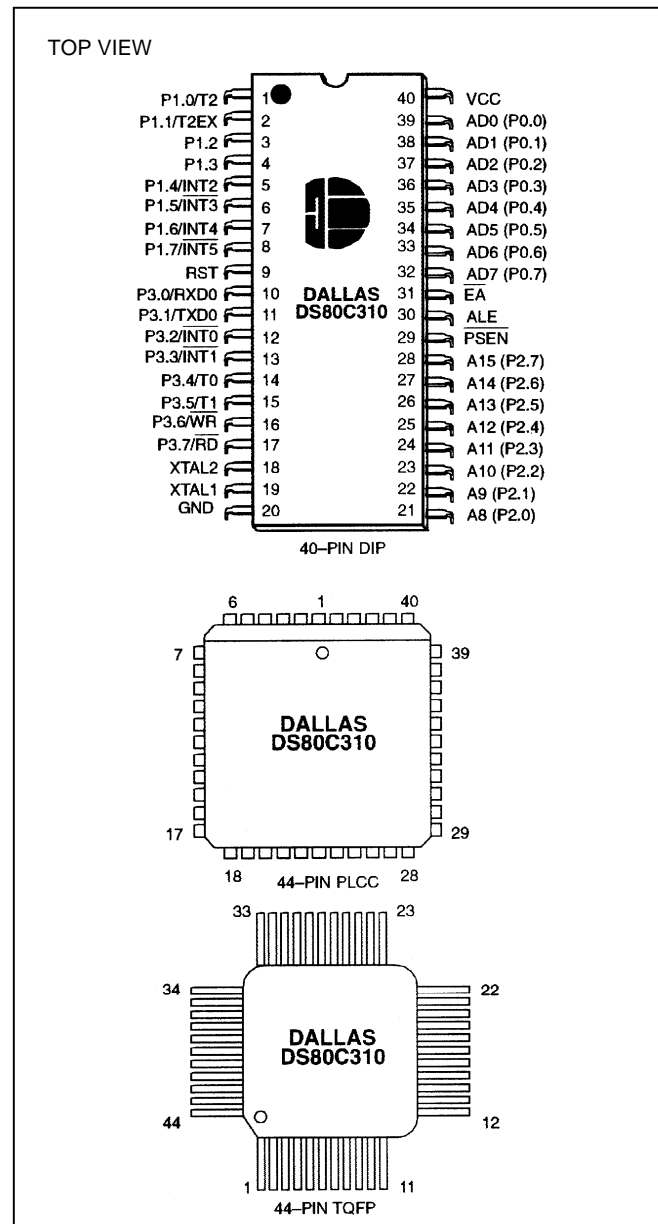 TOP VIEW
P1.0/T2 1 40 VCC
P1.1/T2EX 2 39 AD0 (P0.0)
P1.2 3 38 AD1 (P0.1)
P1.3 4 37 AD2 (P0.2)
P1.4/INT2 5 36 AD3 (P0.3)
P1.5/I̅N̅T̅3̅ 6 35 AD4 (P0.4)
P1.6/INT4 7 34 AD5 (P0.5)
P1.7/I̅N̅T̅5̅ 8 33 AD6 (P0.6)
RST 9 32 AD7 (P0.7)
P3.0/RXD0 10 31 E̅A̅
P3.1/TXD0 11 30 ALE
P3.2/I̅N̅T̅0̅ 12 29 P̅S̅E̅N̅
P3.3/I̅N̅T̅1̅ 13 28 A15 (P2.7)
P3.4/T0 14 27 A14 (P2.6)
P3.5/T1 15 26 A13 (P2.5)
P3.6/W̅R̅ 16 25 A12 (P2.4)
P3.7/R̅D̅ 17 24 A11 (P2.3)
XTAL2 18 23 A10 (P2.2)
XTAL1 19 22 A9 (P2.1)
GND 20 21 A8 (P2.0)
DALLAS
DS80C310
40–PIN DIP
6 1 40
7 39
DALLAS
DS80C310
17 29
18 28
44–PIN PLCC
33 23
34 22
DALLAS
DS80C310
44 12
1 11
44–PIN TQFP